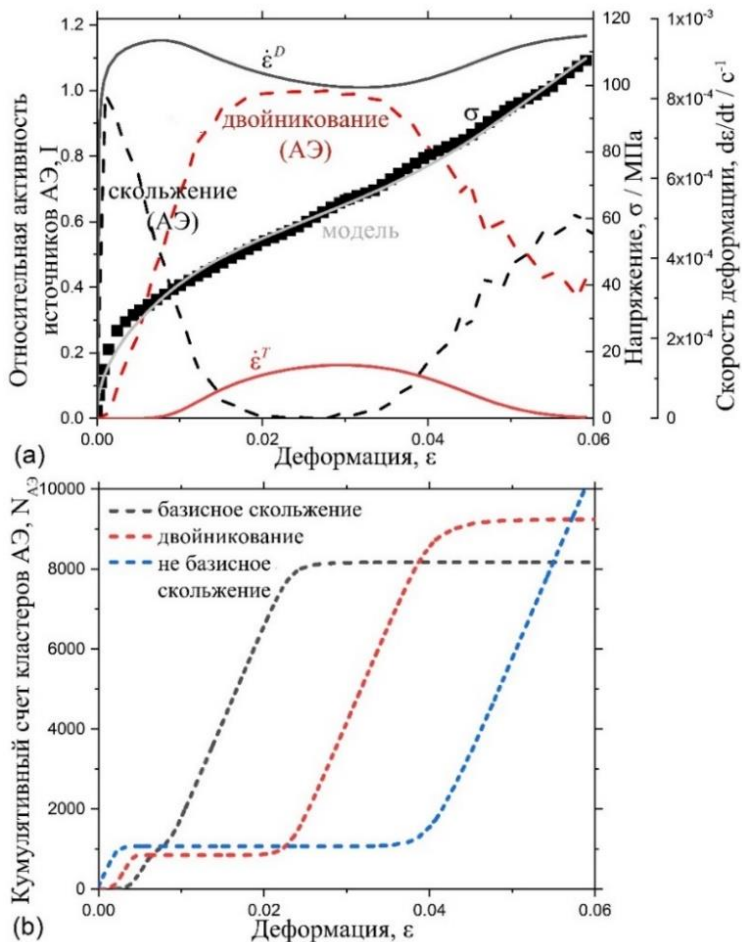 1.2
1.0
0.8
0.6
0.4
0.2
0.0
Относительная активность
источников АЭ, I
ε̇ᴰ
двойникование
(АЭ)
σ
скольжение
(АЭ)
модель
ε̇ᵀ
120
100
80
60
40
20
0
Напряжение, σ / МПа
1x10⁻³
8x10⁻⁴
6x10⁻⁴
4x10⁻⁴
2x10⁻⁴
0
Скорость деформации, dε/dt / с⁻¹
0.00
0.02
0.04
0.06
(a)
Деформация, ε
10000
8000
6000
4000
2000
0
Кумулятивный счет кластеров АЭ, N_АЭ
базисное скольжение
двойникование
не базисное
скольжение
0.00
0.02
0.04
0.06
(b)
Деформация, ε